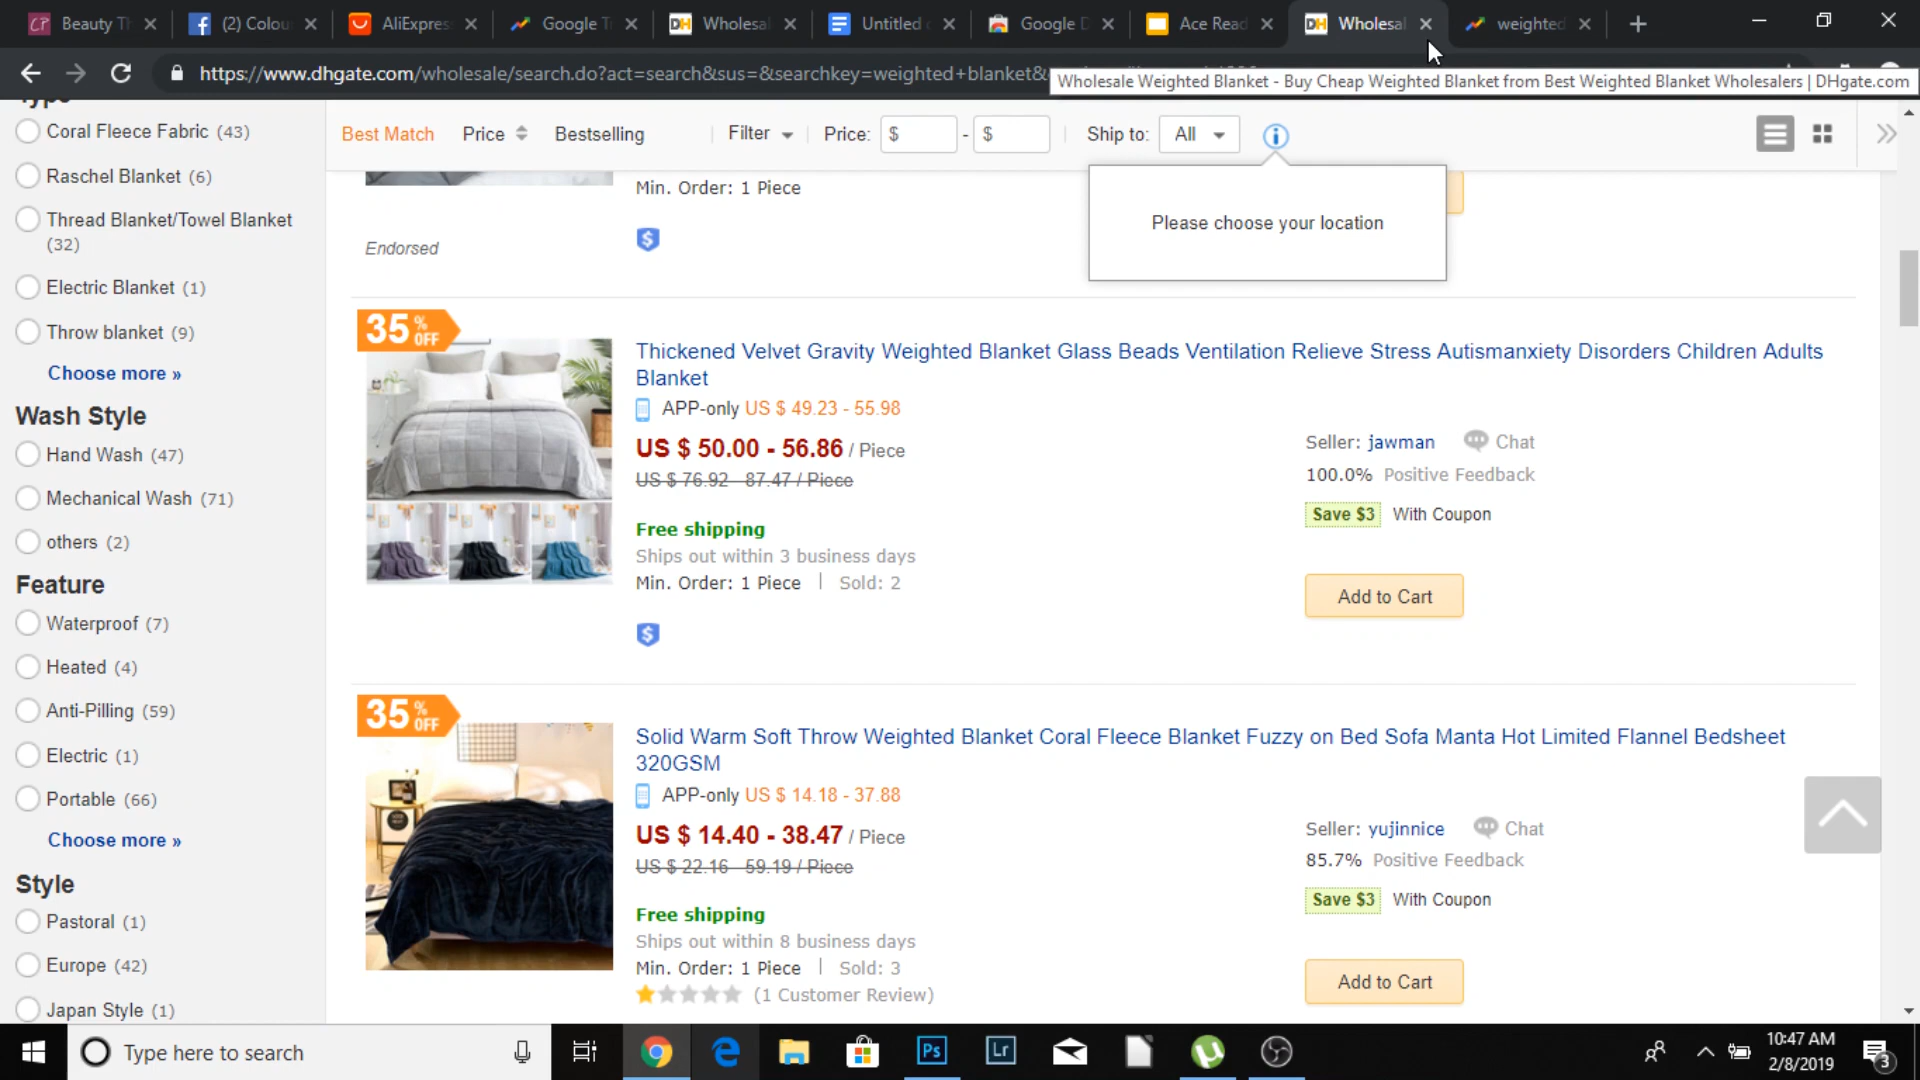 Beauty Th
(2) Colou
AliExpres
Google Tr
DH Wholesal
Untitled
Google D
Ace Read
DH Wholesal
weighted
https://www.dhgate.com/wholesale/search.do?act=search&sus=&searchkey=weighted+blanket&
Wholesale Weighted Blanket - Buy Cheap Weighted Blanket from Best Weighted Blanket Wholesalers | DHgate.com
Type
Coral Fleece Fabric (43)
Raschel Blanket (6)
Thread Blanket/Towel Blanket
(32)
Electric Blanket (1)
Throw blanket (9)
Choose more »
Wash Style
Hand Wash (47)
Mechanical Wash (71)
others (2)
Feature
Waterproof (7)
Heated (4)
Anti-Pilling (59)
Electric (1)
Portable (66)
Choose more »
Style
Pastoral (1)
Europe (42)
Japan Style (1)
Best Match Price Bestselling Filter Price: $ - $ Ship to: All
Please choose your location
Min. Order: 1 Piece
Endorsed
35 % OFF
Thickened Velvet Gravity Weighted Blanket Glass Beads Ventilation Relieve Stress Autismanxiety Disorders Children Adults
Blanket
APP-only US $ 49.23 - 55.98
US $ 50.00 - 56.86 / Piece
US $ 76.92 - 87.47 / Piece
Free shipping
Ships out within 3 business days
Min. Order: 1 Piece | Sold: 2
Seller: jawman Chat
100.0% Positive Feedback
Save $3 With Coupon
Add to Cart
35 % OFF
Solid Warm Soft Throw Weighted Blanket Coral Fleece Blanket Fuzzy on Bed Sofa Manta Hot Limited Flannel Bedsheet
320GSM
APP-only US $ 14.18 - 37.88
US $ 14.40 - 38.47 / Piece
US $ 22.16 - 59.19 / Piece
Free shipping
Ships out within 8 business days
Min. Order: 1 Piece | Sold: 3
(1 Customer Review)
Seller: yujinnice Chat
85.7% Positive Feedback
Save $3 With Coupon
Add to Cart
Type here to search
Ps
Lr
10:47 AM
2/8/2019
3